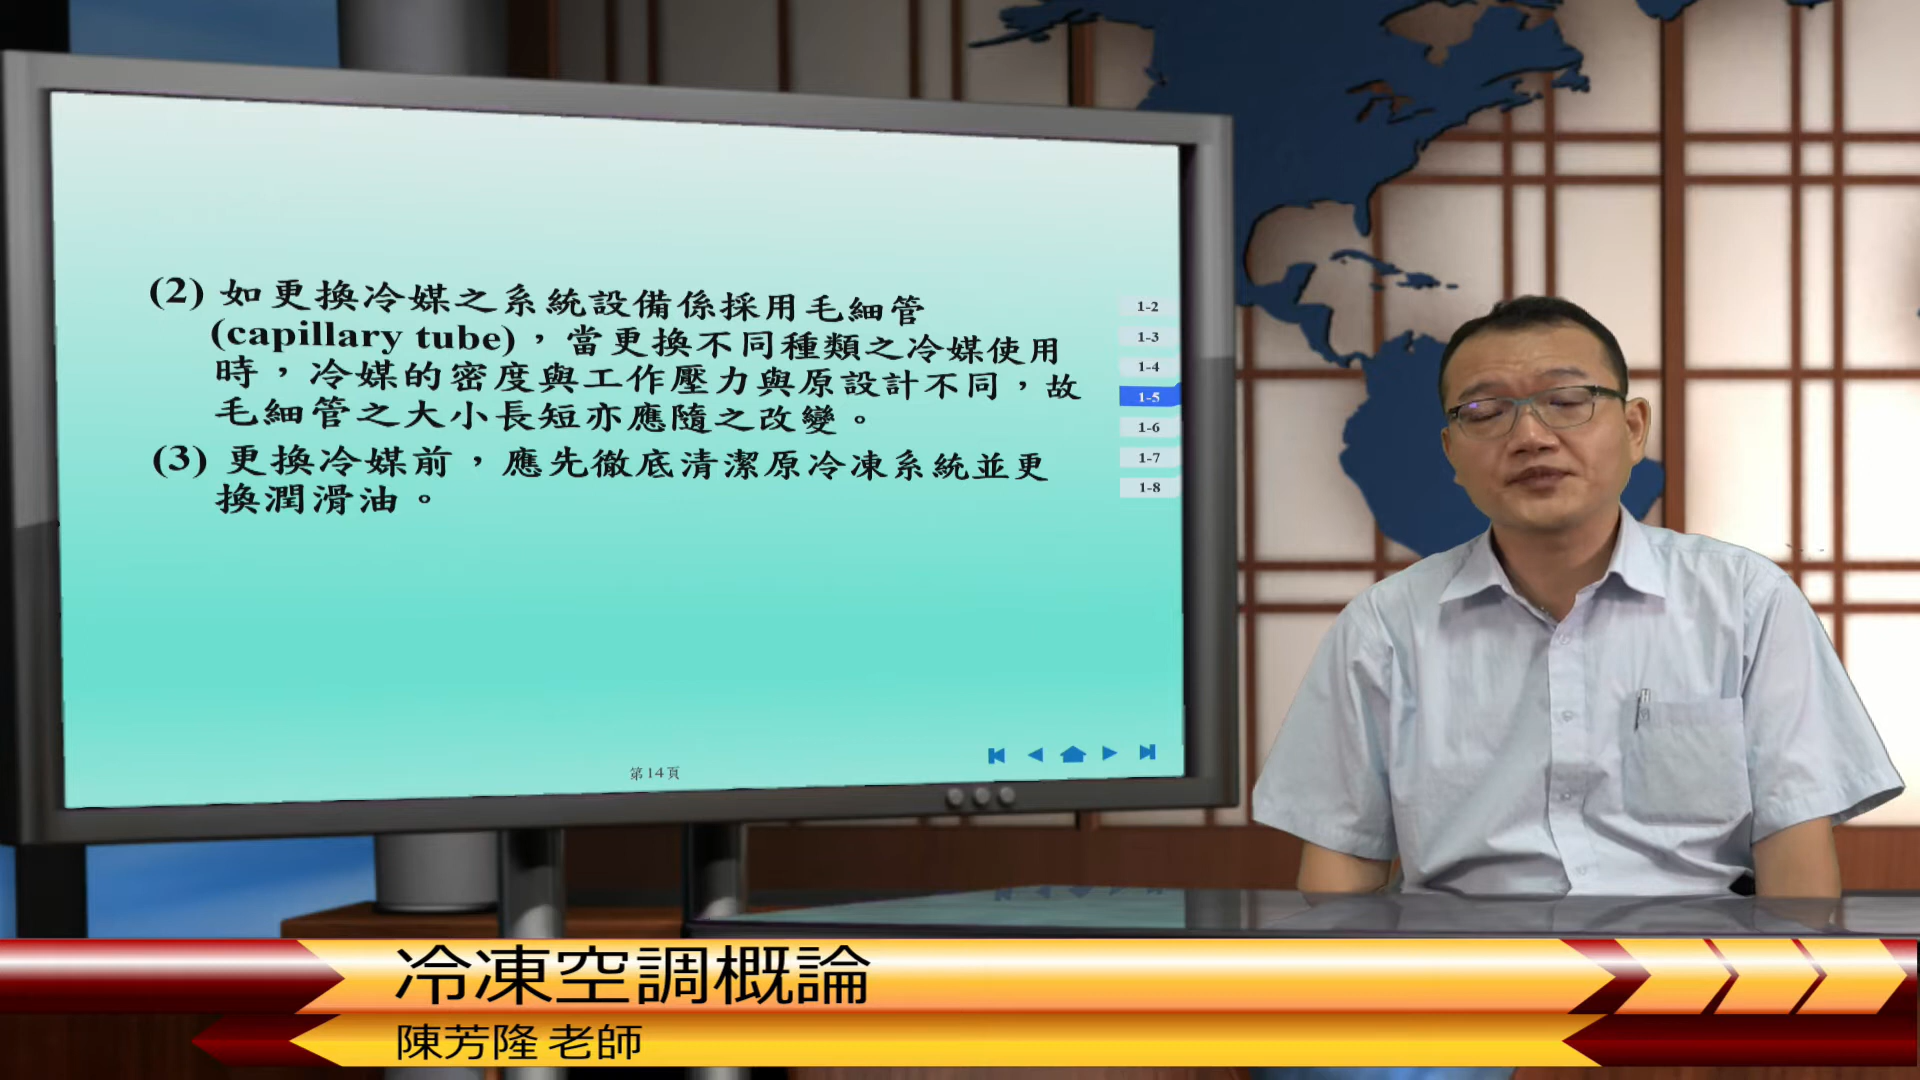 (2) 如更換冷媒之系統設備係採用毛細管
(capillary tube)，當更換不同種類之冷媒使用
時，冷媒的密度與工作壓力與原設計不同，故
毛細管之大小長短亦應隨之改變。
(3) 更換冷媒前，應先徹底清潔原冷凍系統並更
換潤滑油。
1-2
1-3
1-4
1-5
1-6
1-7
1-8
第14頁
冷凍空調概論
陳芳隆 老師